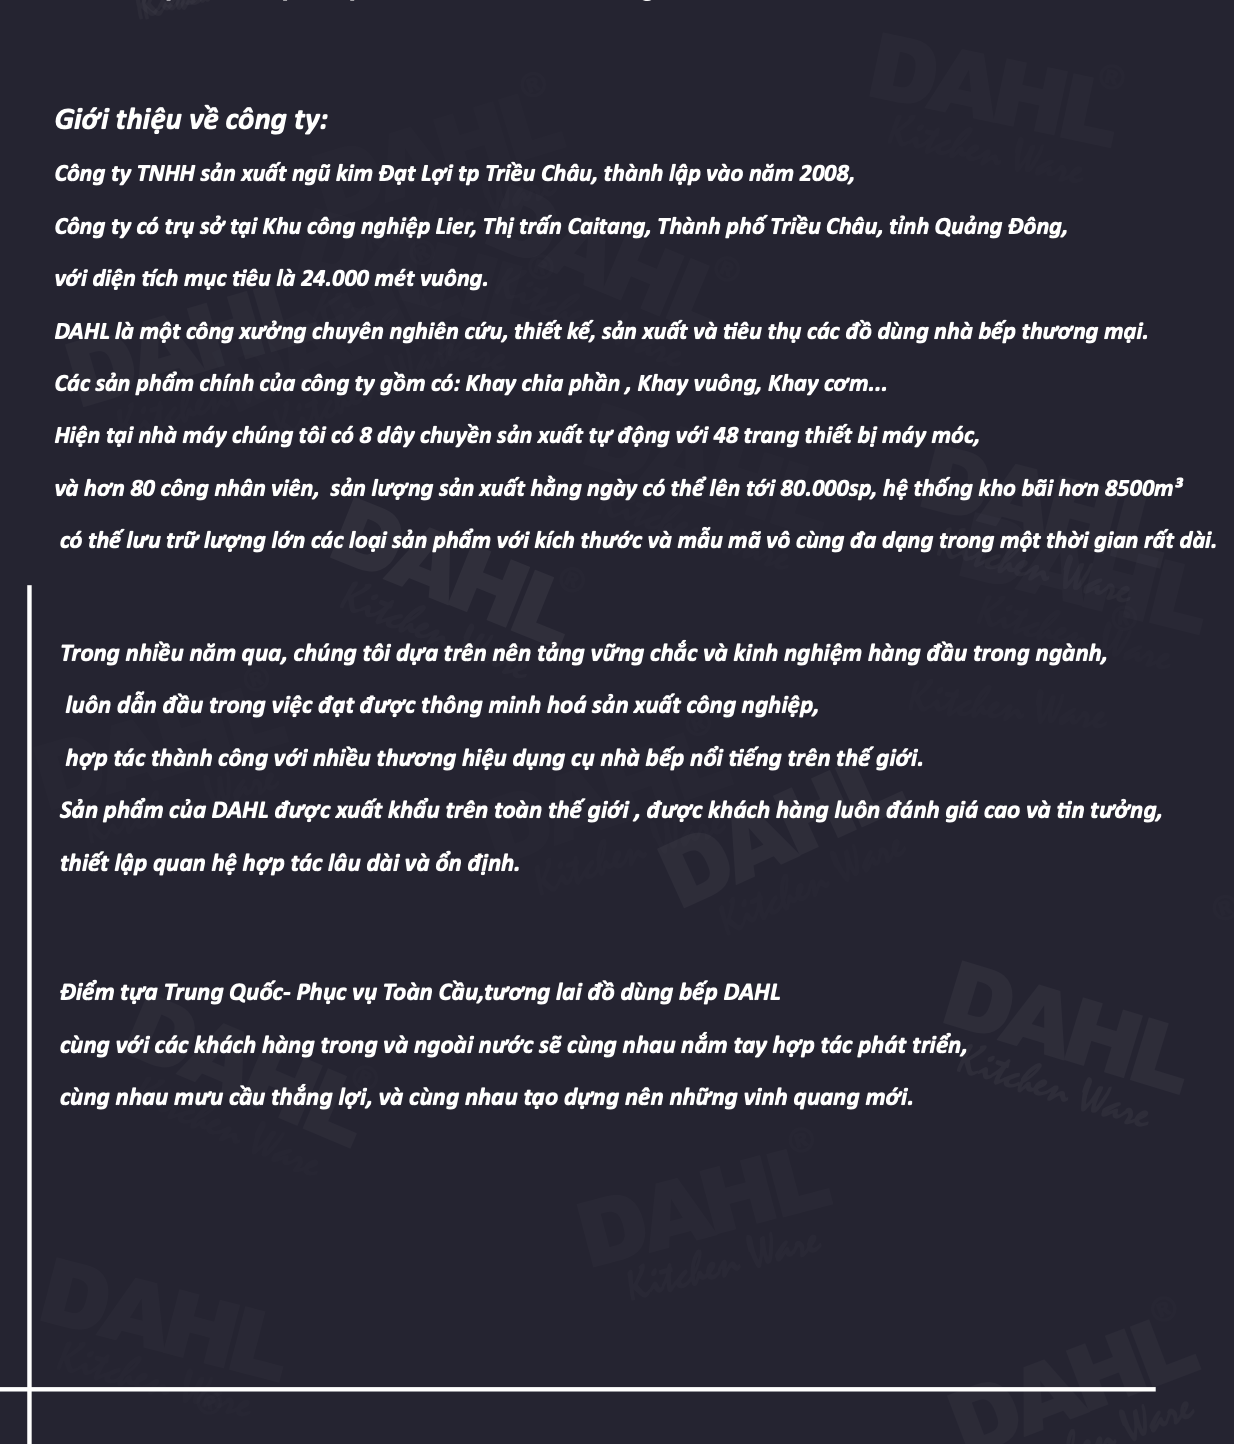 Giới thiệu về công ty:
Công ty TNHH sản xuất ngũ kim Đạt Lợi tp Triều Châu, thành lập vào năm 2008,
Công ty có trụ sở tại Khu công nghiệp Lier, Thị trấn Caitang, Thành phố Triều Châu, tỉnh Quảng Đông,
với diện tích mục tiêu là 24.000 mét vuông.
DAHL là một công xưởng chuyên nghiên cứu, thiết kế, sản xuất và tiêu thụ các đồ dùng nhà bếp thương mại.
Các sản phẩm chính của công ty gồm có: Khay chia phần , Khay vuông, Khay cơm...
Hiện tại nhà máy chúng tôi có 8 dây chuyền sản xuất tự động với 48 trang thiết bị máy móc,
và hơn 80 công nhân viên,  sản lượng sản xuất hằng ngày có thể lên tới 80.000sp, hệ thống kho bãi hơn 8500m³
có thế lưu trữ lượng lớn các loại sản phẩm với kích thước và mẫu mã vô cùng đa dạng trong một thời gian rất dài.
Trong nhiều năm qua, chúng tôi dựa trên nên tảng vững chắc và kinh nghiệm hàng đầu trong ngành,
luôn dẫn đầu trong việc đạt được thông minh hoá sản xuất công nghiệp,
hợp tác thành công với nhiều thương hiệu dụng cụ nhà bếp nổi tiếng trên thế giới.
Sản phẩm của DAHL được xuất khẩu trên toàn thế giới , được khách hàng luôn đánh giá cao và tin tưởng,
thiết lập quan hệ hợp tác lâu dài và ổn định.
Điểm tựa Trung Quốc- Phục vụ Toàn Cầu,tương lai đồ dùng bếp DAHL
cùng với các khách hàng trong và ngoài nước sẽ cùng nhau nắm tay hợp tác phát triển,
cùng nhau mưu cầu thắng lợi, và cùng nhau tạo dựng nên những vinh quang mới.
DAHL
Kitchen Ware